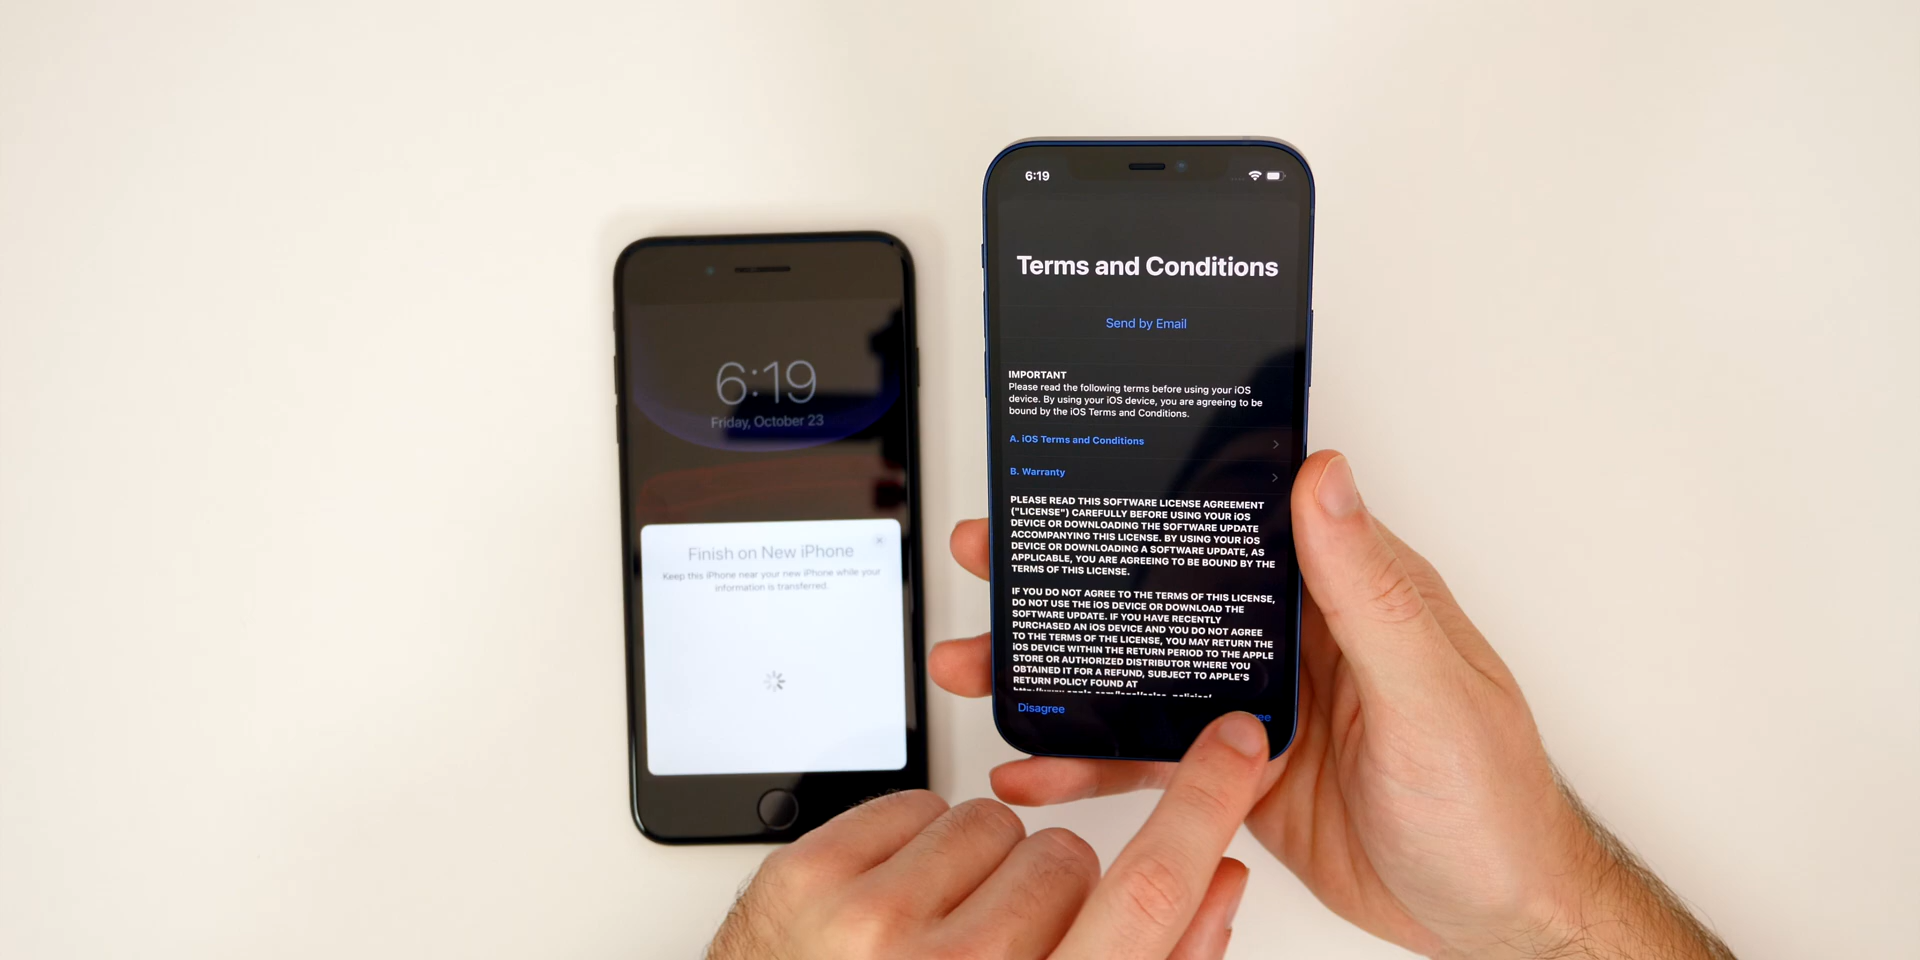 6:19
Friday, October 23
Finish on New iPhone
Keep this iPhone near your new iPhone while your
information is transferred.
6:19
Terms and Conditions
Send by Email
IMPORTANT
Please read the following terms before using your iOS
device. By using your iOS device, you are agreeing to be
bound by the iOS Terms and Conditions.
A. iOS Terms and Conditions
B. Warranty
PLEASE READ THIS SOFTWARE LICENSE AGREEMENT
("LICENSE") CAREFULLY BEFORE USING YOUR iOS
DEVICE OR DOWNLOADING THE SOFTWARE UPDATE
ACCOMPANYING THIS LICENSE. BY USING YOUR iOS
DEVICE OR DOWNLOADING A SOFTWARE UPDATE, AS
APPLICABLE, YOU ARE AGREEING TO BE BOUND BY THE
TERMS OF THIS LICENSE.
IF YOU DO NOT AGREE TO THE TERMS OF THIS LICENSE,
DO NOT USE THE iOS DEVICE OR DOWNLOAD THE
SOFTWARE UPDATE. IF YOU HAVE RECENTLY
PURCHASED AN iOS DEVICE AND YOU DO NOT AGREE
TO THE TERMS OF THE LICENSE, YOU MAY RETURN THE
iOS DEVICE WITHIN THE RETURN PERIOD TO THE APPLE
STORE OR AUTHORIZED DISTRIBUTOR WHERE YOU
OBTAINED IT FOR A REFUND, SUBJECT TO APPLE'S
RETURN POLICY FOUND AT
Disagree